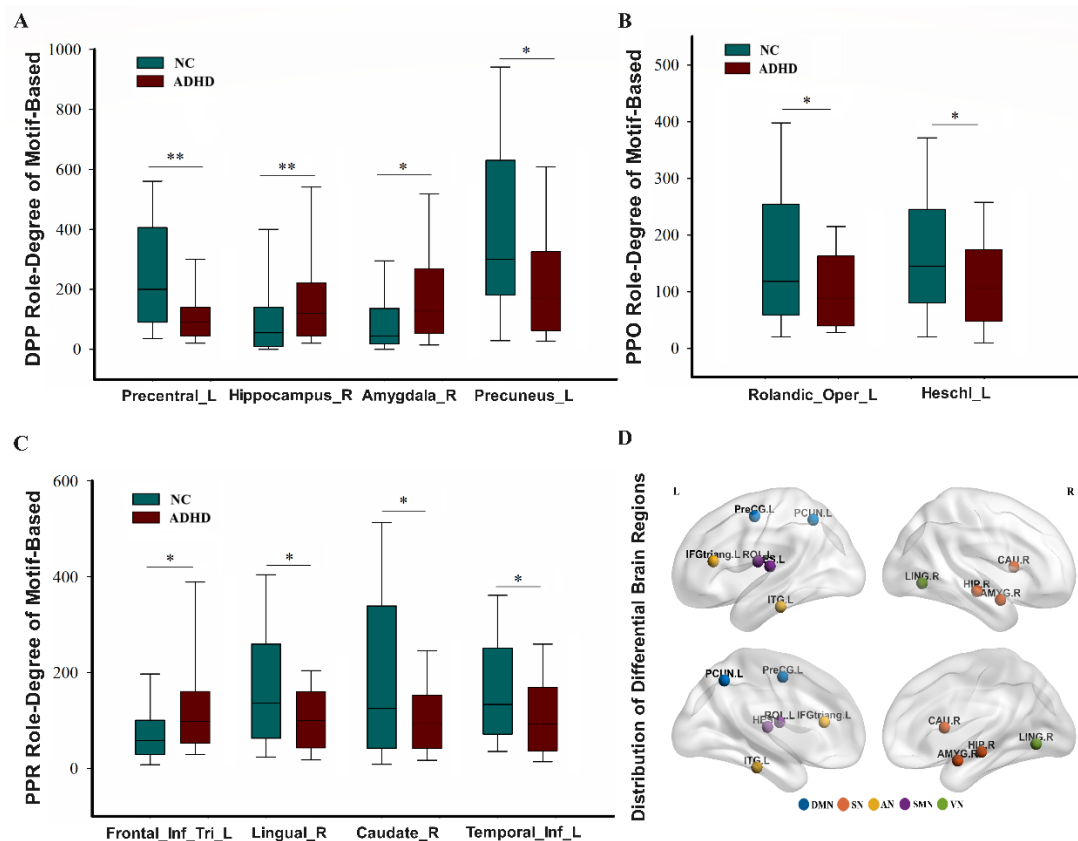 A
DPP Role-Degree of Motif-Based
1000
800
600
400
200
0
NC
ADHD
**
**
*
*
Precentral_L Hippocampus_R Amygdala_R Precuneus_L
B
PPO Role-Degree of Motif-Based
500
400
300
200
100
0
NC
ADHD
*
*
Rolandic_Oper_L Heschl_L
C
PPR Role-Degree of Motif-Based
600
400
200
0
NC
ADHD
*
*
*
*
Frontal_Inf_Tri_L Lingual_R Caudate_R Temporal_Inf_L
D
Distribution of Differential Brain Regions
L R
PreCG.L PCUN.L
IFGtriang.L ROL.L
ITG.L
CAU.R
LING.R HIP.R
AMYG.R
PCUN.L PreCG.L
ROL.L IFGtriang.L
ITG.L
CAU.R
HIP.R LING.R
AMYG.R
DMN SN AN SMN VN